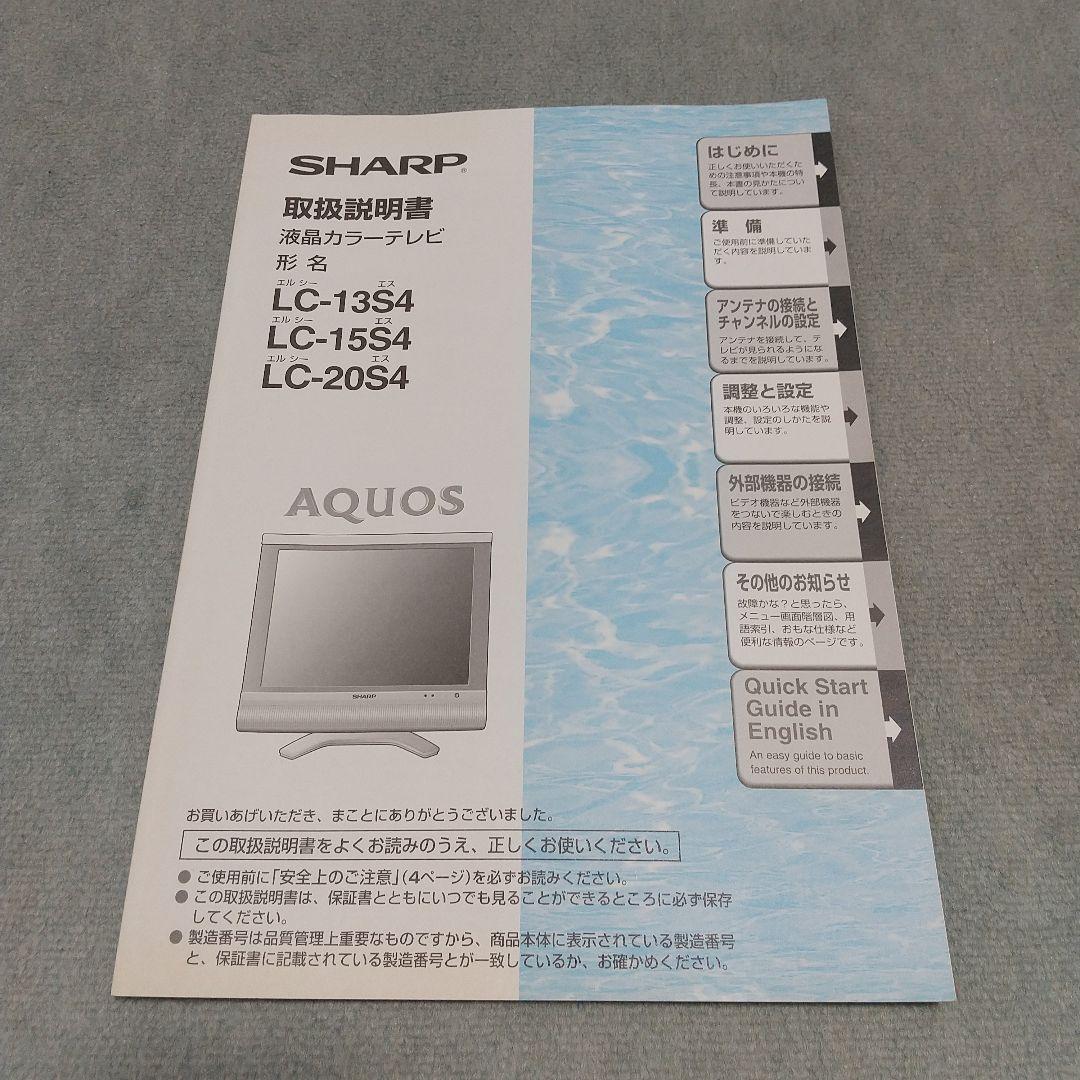 SHARP®
取扱説明書
液晶カラーテレビ
形名
エル シー エス
LC-13S4
エル シー エス
LC-15S4
エル シー エス
LC-20S4
AQUOS
SHARP
お買いあげいただき、まことにありがとうございました。
この取扱説明書をよくお読みのうえ、正しくお使いください。
● ご使用前に「安全上のご注意」(4ページ)を必ずお読みください。
● この取扱説明書は、保証書とともにいつでも見ることができるところに必ず保存
してください。
● 製造番号は品質管理上重要なものですから、商品本体に表示されている製造番号
と、保証書に記載されている製造番号とが一致しているか、お確かめください。
はじめに
正しくお使いいただくた
めの注意事項や本機の特
長、本書の見かたについ
て説明しています。
準 備
ご使用前に準備していた
だく内容を説明していま
す。
アンテナの接続と
チャンネルの設定
アンテナを接続して、テ
レビが見られるようにな
るまでを説明しています。
調整と設定
本機のいろいろな機能や
調整、設定のしかたを説
明しています。
外部機器の接続
ビデオ機器など外部機器
をつないで楽しむときの
内容を説明しています。
その他のお知らせ
故障かな?と思ったら、
メニュー画面階層図、用
語索引、おもな仕様など
便利な情報のページです。
Quick Start
Guide in
English
An easy guide to basic
features of this product.